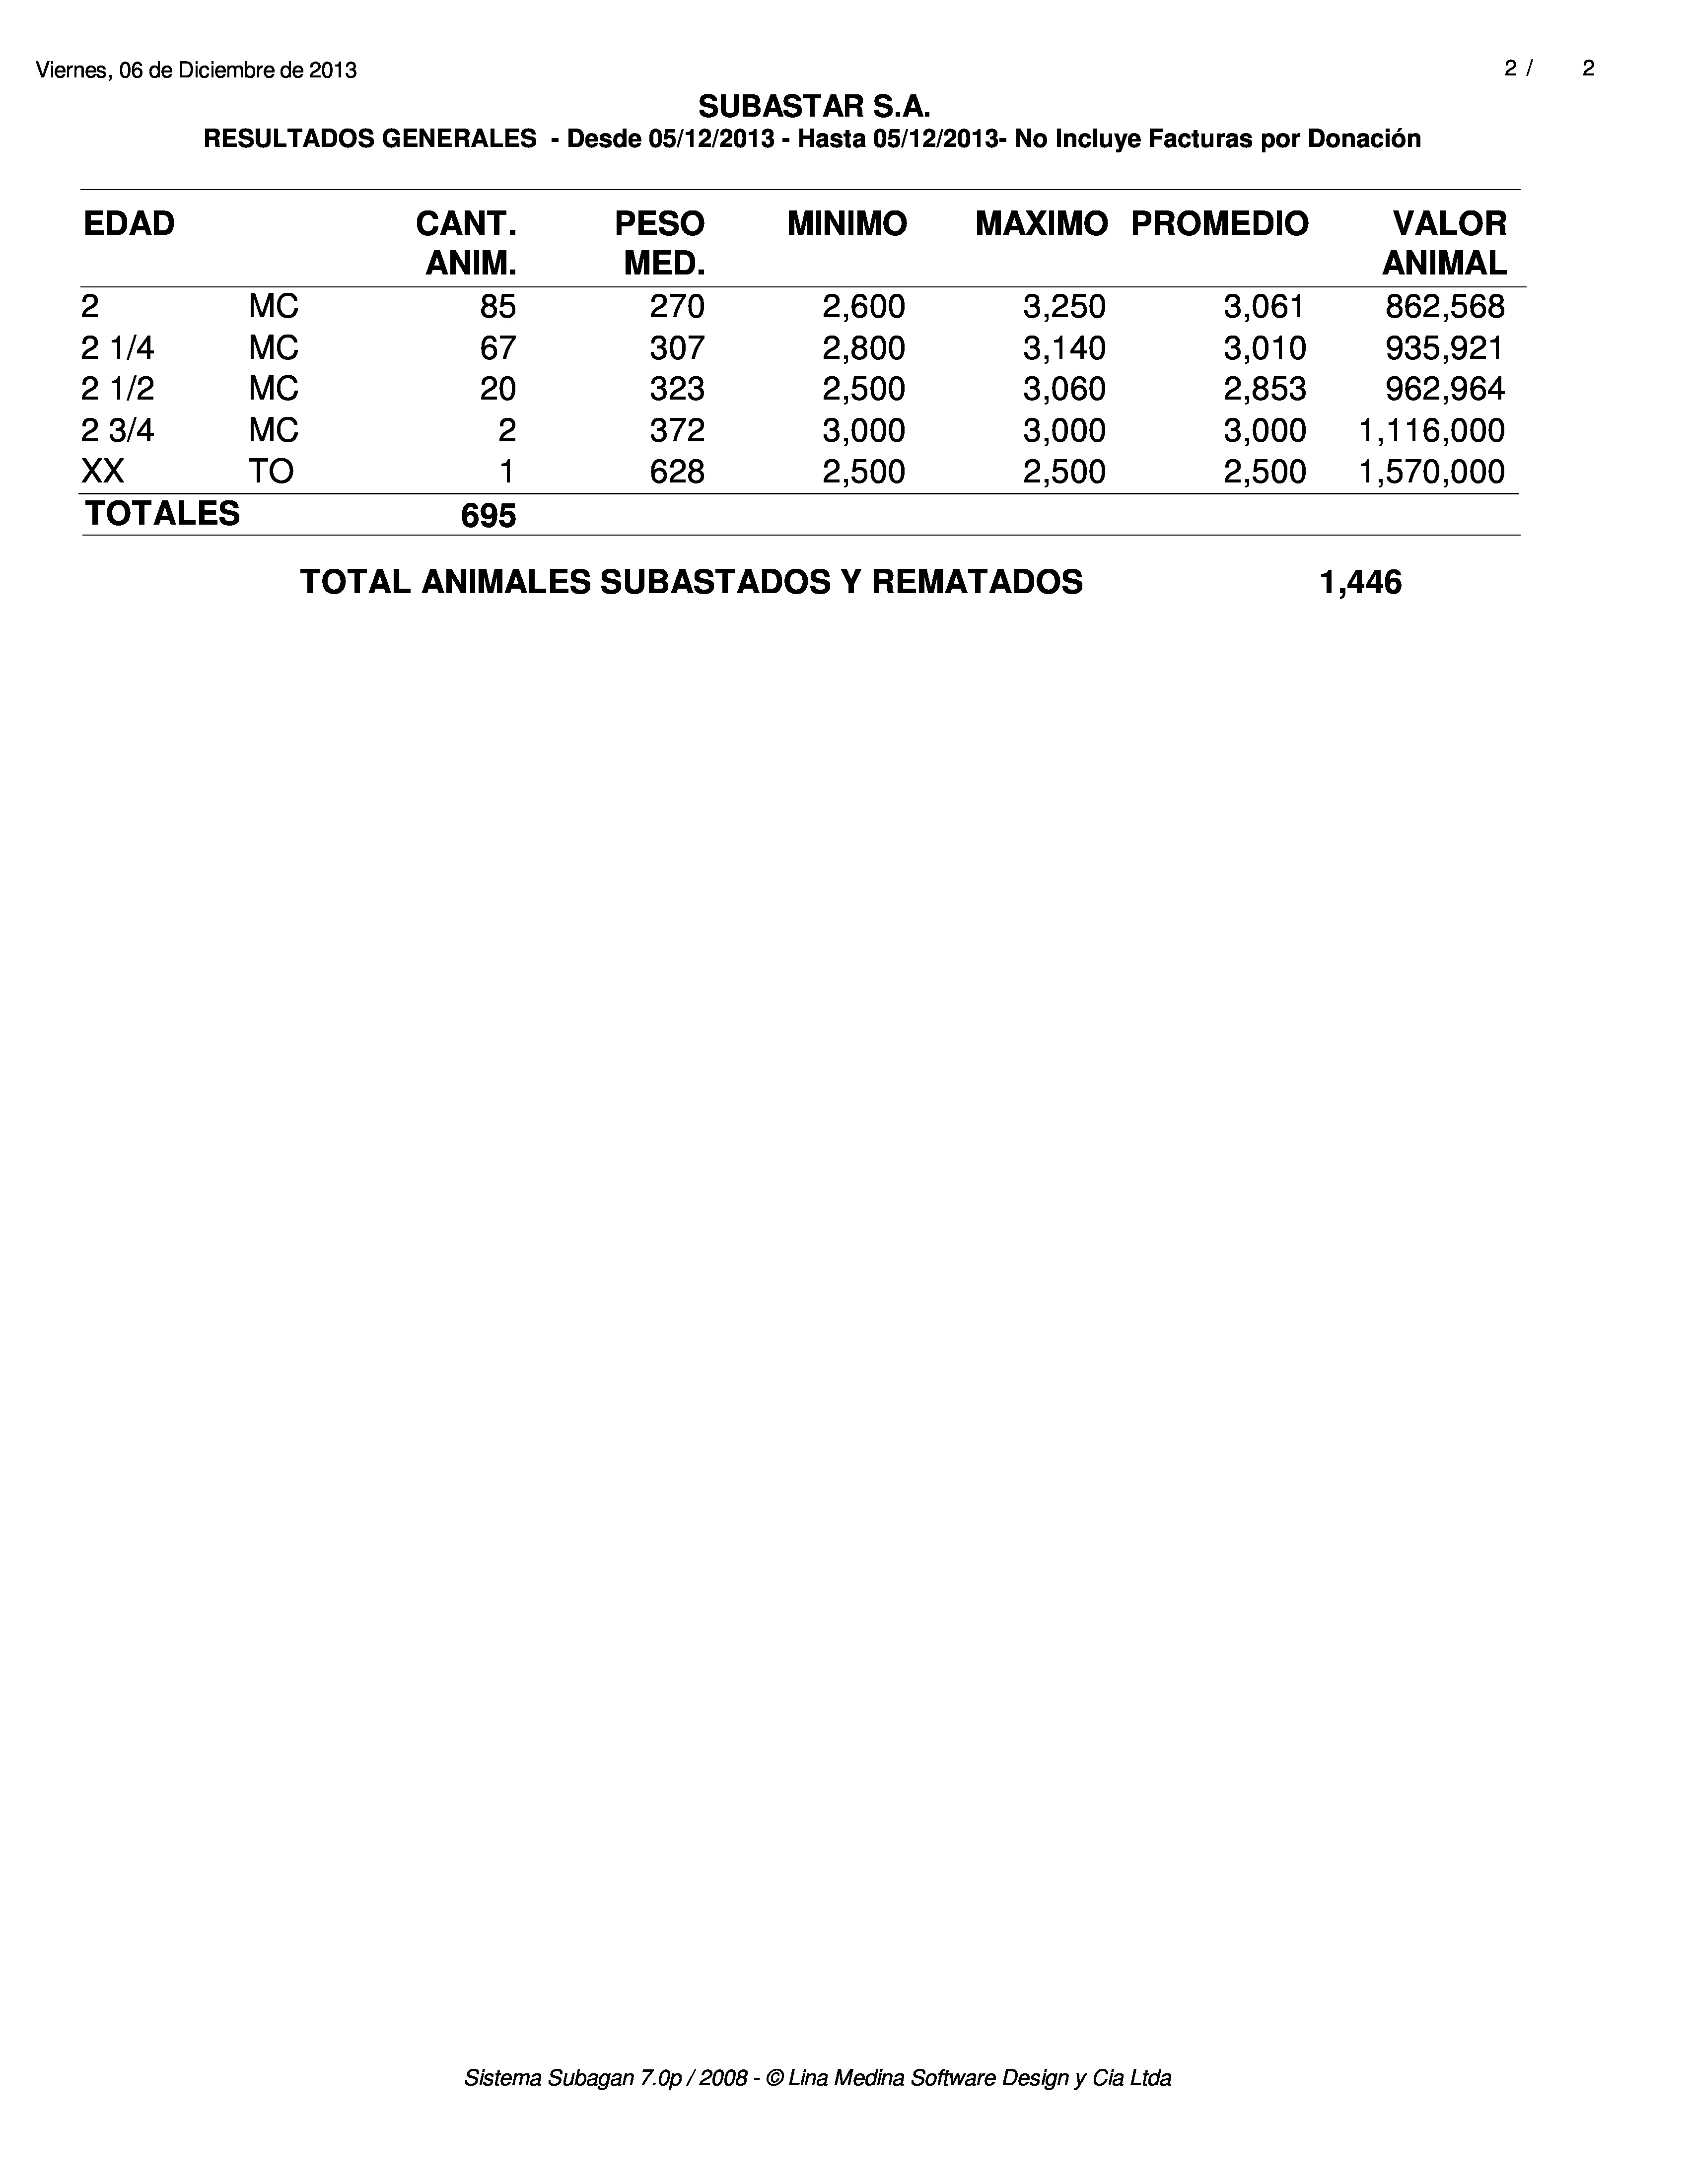 Viernes, 06 de Diciembre de 2013 2 / 2
SUBASTAR S.A.
RESULTADOS GENERALES - Desde 05/12/2013 - Hasta 05/12/2013- No Incluye Facturas por Donación
EDAD CANT. PESO MINIMO MAXIMO PROMEDIO VALOR
ANIM. MED. ANIMAL
2 MC 85 270 2,600 3,250 3,061 862,568
2 1/4 MC 67 307 2,800 3,140 3,010 935,921
2 1/2 MC 20 323 2,500 3,060 2,853 962,964
2 3/4 MC 2 372 3,000 3,000 3,000 1,116,000
XX TO 1 628 2,500 2,500 2,500 1,570,000
TOTALES 695
TOTAL ANIMALES SUBASTADOS Y REMATADOS 1,446
Sistema Subagan 7.0p / 2008 - © Lina Medina Software Design y Cia Ltda